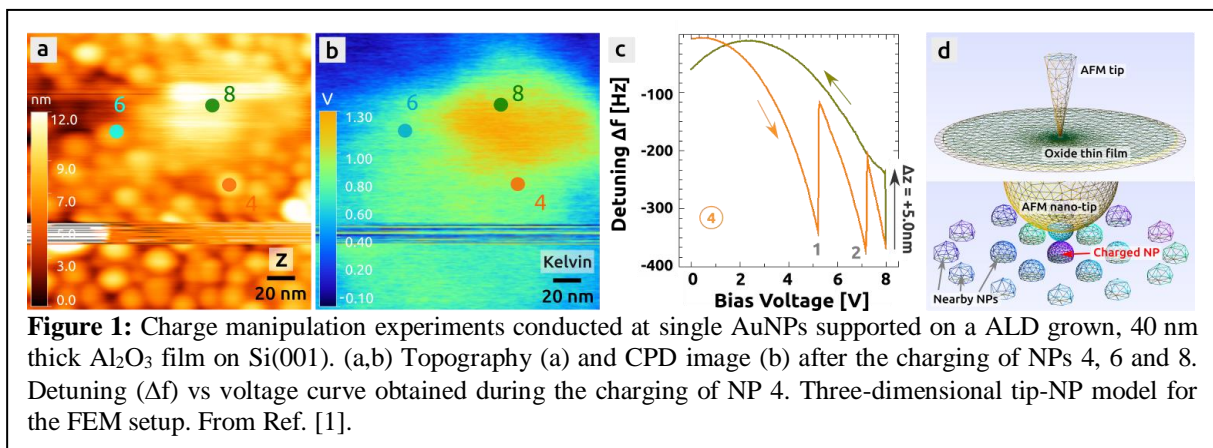 a
nm
12.0
9.0
7.0
5.0
3.0
0.0
6
8
4
Z
20 nm
b
V
1.30
1.00
0.80
0.60
0.40
0.20
-0.10
6
8
4
Kelvin
20 nm
c
Detuning Δf [Hz]
-100
-200
-300
-400
4
1
2
Δz = +5.0nm
0
2
4
6
8
Bias Voltage [V]
d
AFM tip
Oxide thin film
AFM nano-tip
Charged NP
Nearby NPs
Figure 1: Charge manipulation experiments conducted at single AuNPs supported on a ALD grown, 40 nm
thick Al₂O₃ film on Si(001). (a,b) Topography (a) and CPD image (b) after the charging of NPs 4, 6 and 8.
Detuning (Δf) vs voltage curve obtained during the charging of NP 4. Three-dimensional tip-NP model for
the FEM setup. From Ref. [1].